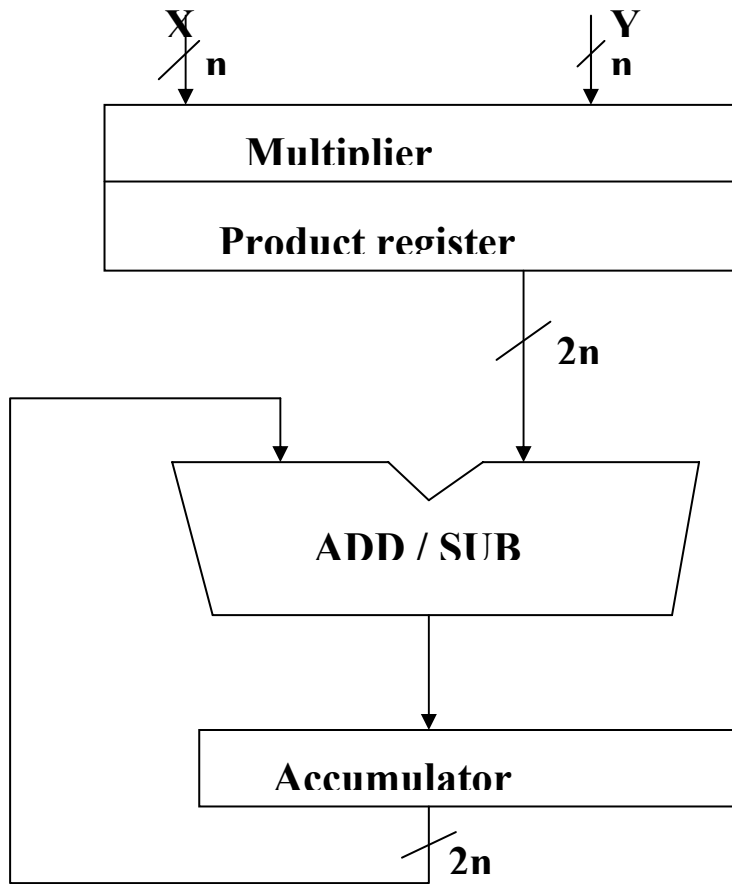 X Y
n n
Multiplier
Product register
2n
ADD / SUB
Accumulator
2n